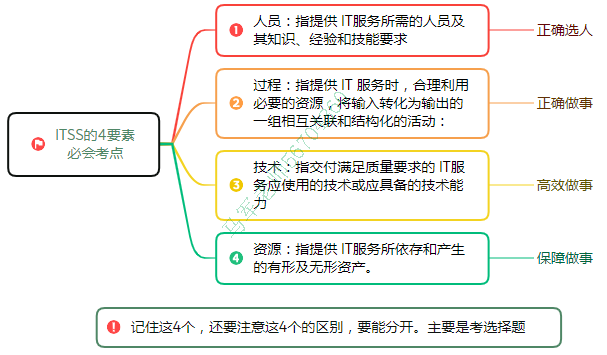 ITSS的4要素
必会考点
1 人员：指提供 IT服务所需的人员及
其知识、经验和技能要求
正确选人
2 过程：指提供 IT 服务时，合理利用
必要的资源，将输入转化为输出的
一组相互关联和结构化的活动：
正确做事
3 技术：指交付满足质量要求的 IT服
务应使用的技术或应具备的技术能
力
高效做事
4 资源：指提供 IT服务所依存和产生
的有形及无形资产。
保障做事
记住这4个，还要注意这4个的区别，要能分开。主要是考选择题